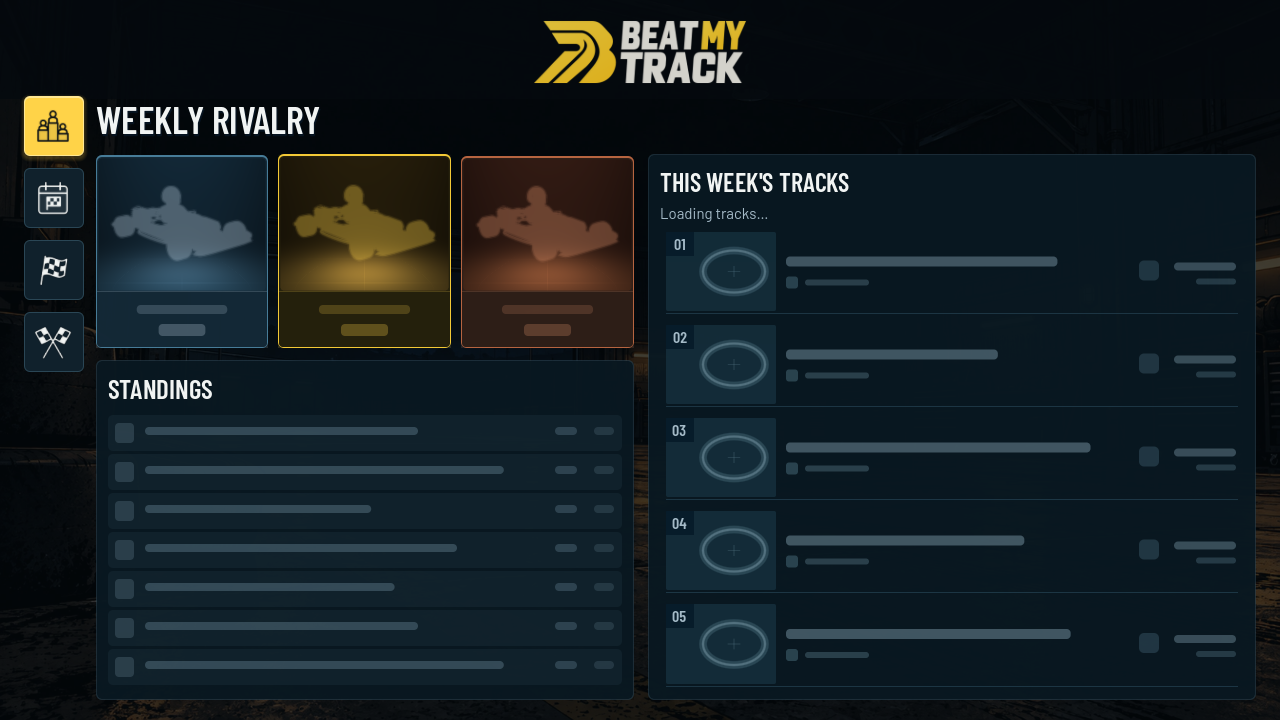 BEAT MY
TRACK
WEEKLY RIVALRY
STANDINGS
THIS WEEK'S TRACKS
Loading tracks...
01
02
03
04
05